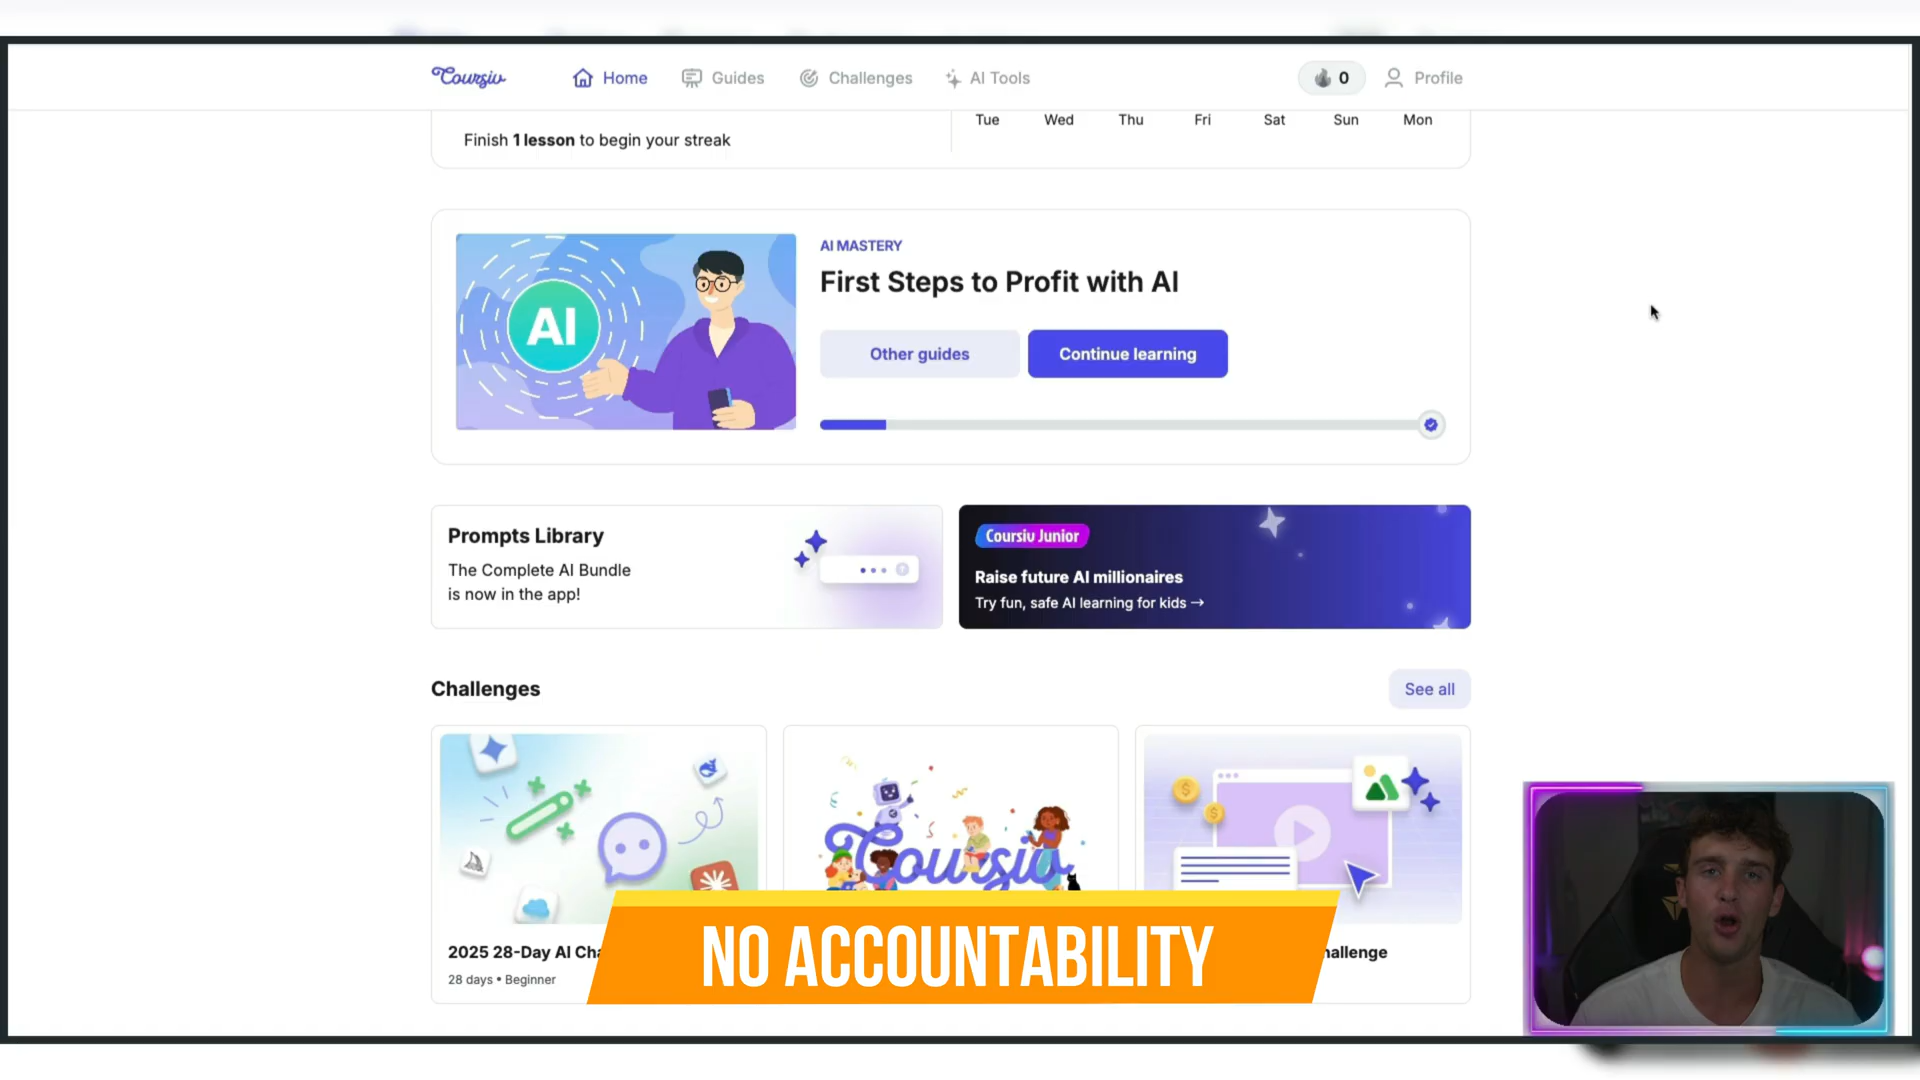 Coursiv
Home
Guides
Challenges
AI Tools
0
Profile
Tue Wed Thu Fri Sat Sun Mon
Finish 1 lesson to begin your streak
AI
AI MASTERY
First Steps to Profit with AI
Other guides
Continue learning
Prompts Library
The Complete AI Bundle
is now in the app!
Coursiv Junior
Raise future AI millionaires
Try fun, safe AI learning for kids →
Challenges
See all
Coursiv
2025 28-Day AI Cha
28 days • Beginner
hallenge
NO ACCOUNTABILITY